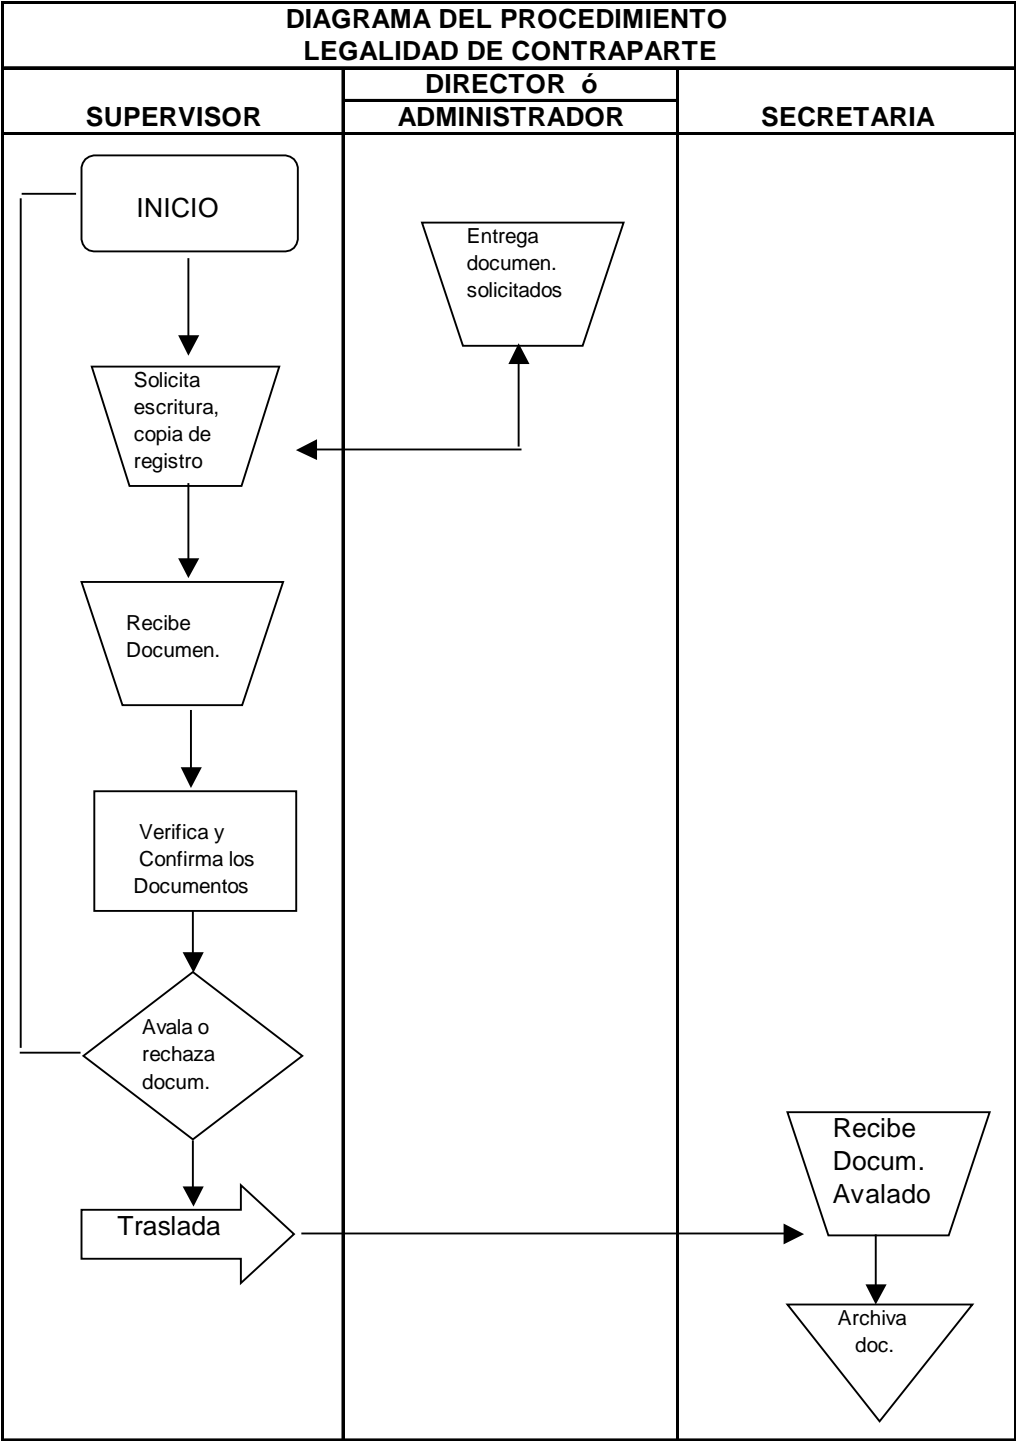 DIAGRAMA DEL PROCEDIMIENTO
LEGALIDAD DE CONTRAPARTE
SUPERVISOR
DIRECTOR ó
ADMINISTRADOR
SECRETARIA
INICIO
Entrega
documen.
solicitados
Solicita
escritura,
copia de
registro
Recibe
Documen.
Verifica y
Confirma los
Documentos
Avala o
rechaza
docum.
Traslada
Recibe
Docum.
Avalado
Archiva
doc.